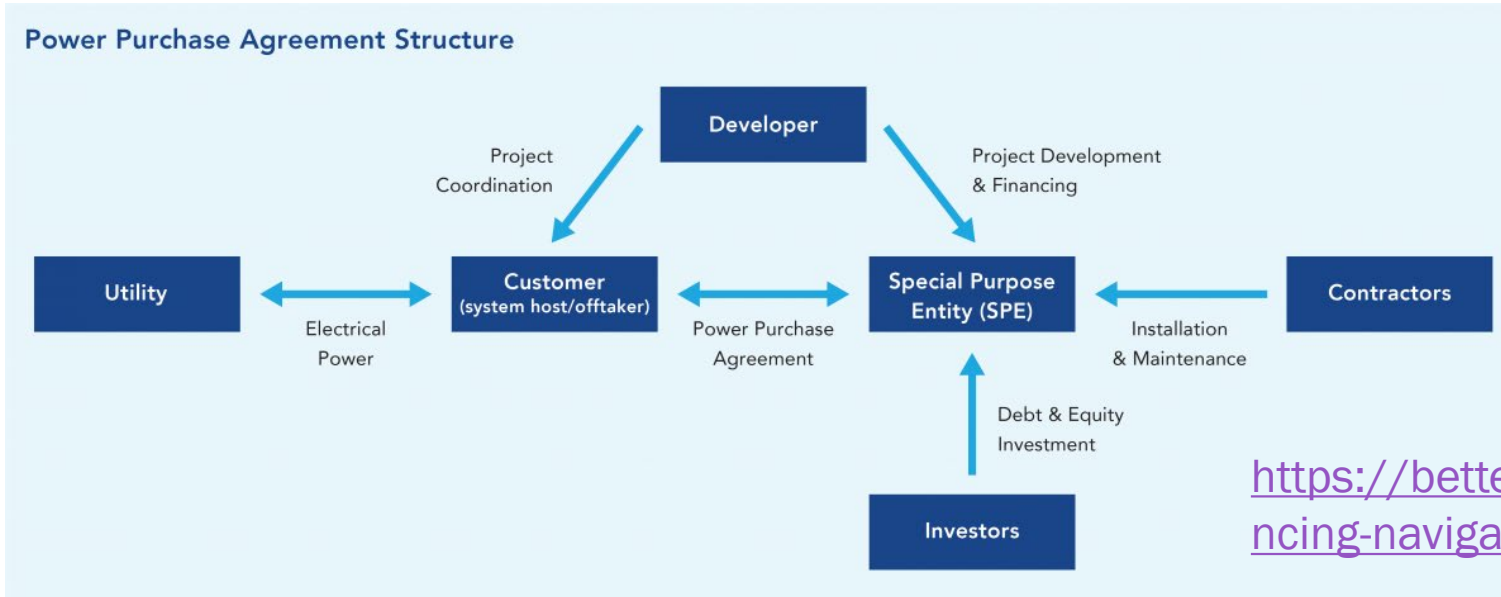 Power Purchase Agreement Structure
Developer
Project
Coordination
Project Development
& Financing
Utility
Customer
(system host/offtaker)
Special Purpose
Entity (SPE)
Contractors
Electrical
Power
Power Purchase
Agreement
Installation
& Maintenance
Debt & Equity
Investment
Investors
https://bette
ncing-naviga